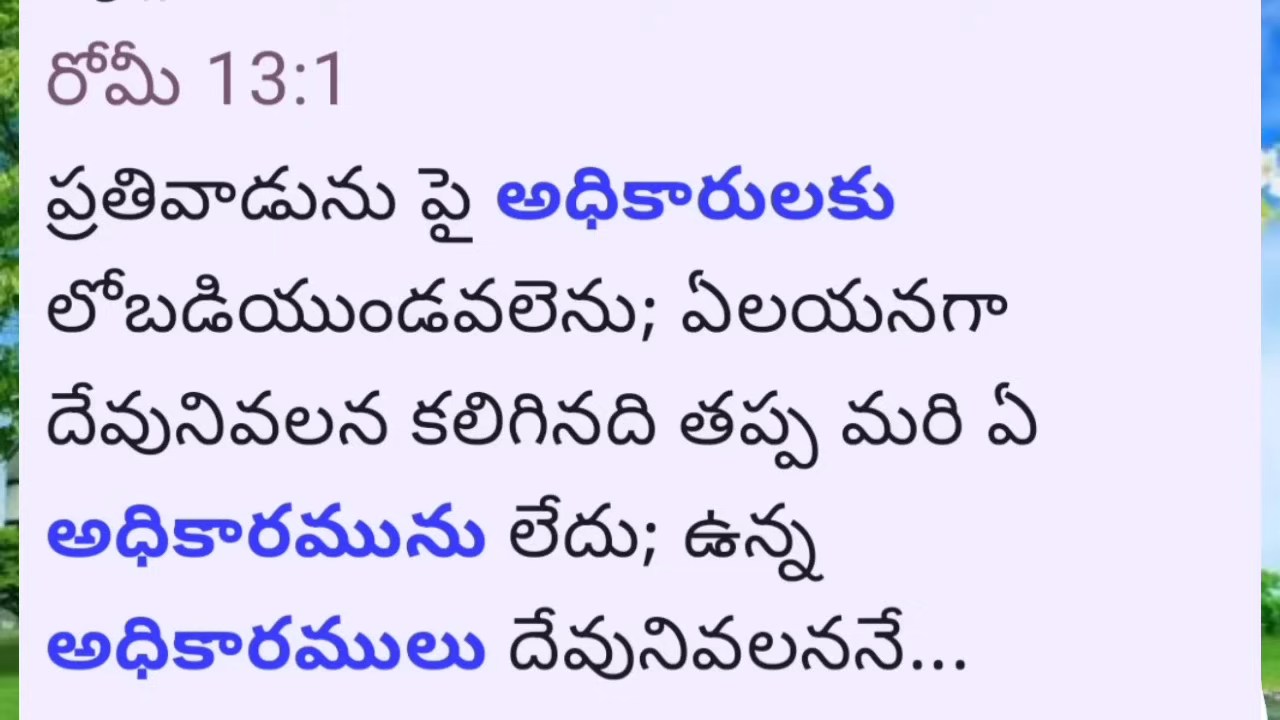 రోమీ 13:1
ప్రతివాడును పై అధికారులకు
లోబడియుండవలెను; ఏలయనగా
దేవునివలన కలిగినది తప్ప మరి ఏ
అధికారమును లేదు; ఉన్న
అధికారములు దేవునివలననే...